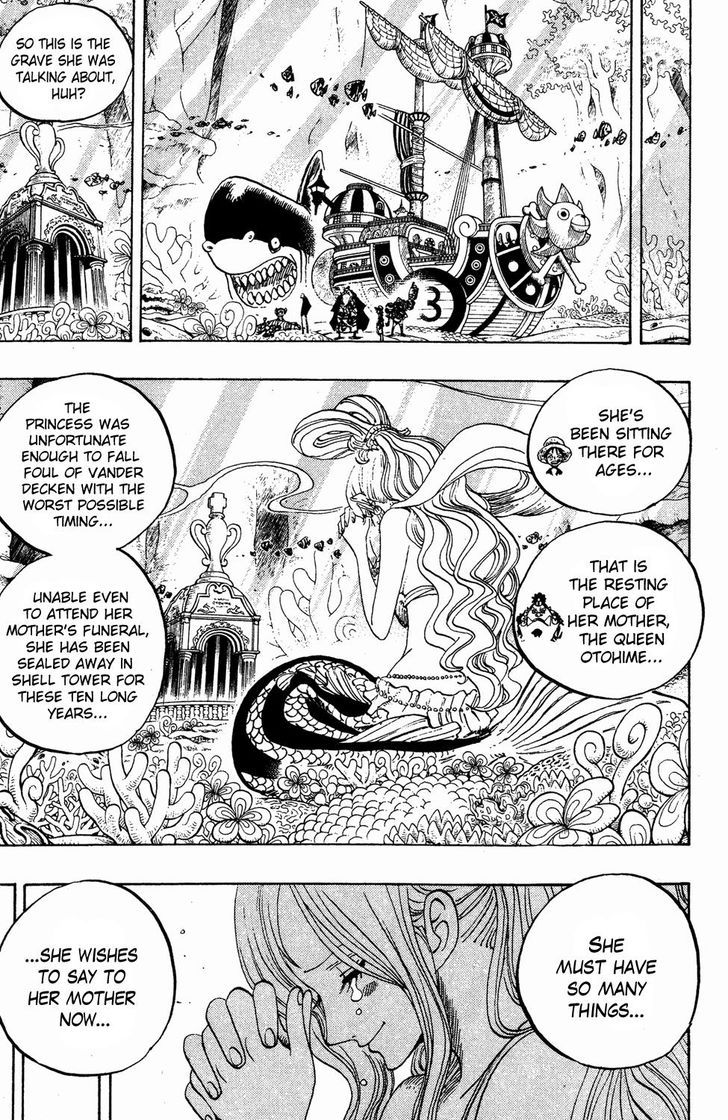 SO THIS IS THE
GRAVE SHE WAS
TALKING ABOUT,
HUH?
3
SHE'S
BEEN SITTING
THERE FOR
AGES...
THAT IS
THE RESTING
PLACE OF
HER MOTHER,
THE QUEEN
OTOHIME...
THE
PRINCESS WAS
UNFORTUNATE
ENOUGH TO FALL
FOUL OF VANDER
DECKEN WITH THE
WORST POSSIBLE
TIMING...
UNABLE EVEN
TO ATTEND HER
MOTHER'S FUNERAL,
SHE HAS BEEN
SEALED AWAY IN
SHELL TOWER FOR
THESE TEN LONG
YEARS...
SHE
MUST HAVE
SO MANY
THINGS...
...SHE WISHES
TO SAY TO
HER MOTHER
NOW...